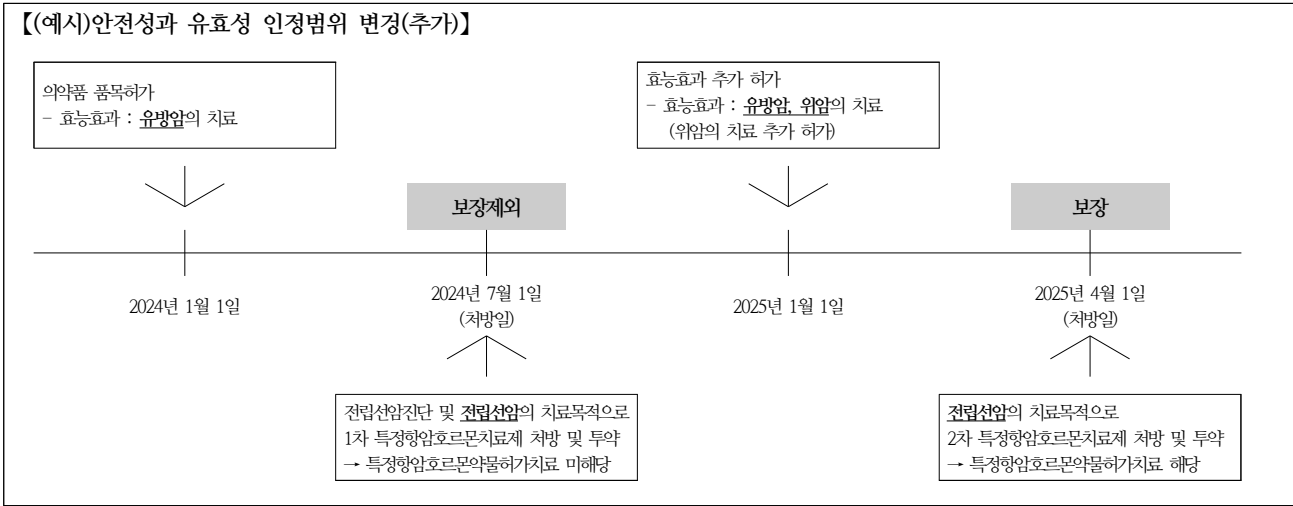 【(예시)안전성과 유효성 인정범위 변경(추가)】
의약품 품목허가
- 효능효과 : 유방암의 치료
효능효과 추가 허가
- 효능효과 : 유방암, 위암의 치료
(위암의 치료 추가 허가)
보장제외
보장
2024년 1월 1일
2024년 7월 1일
(처방일)
2025년 1월 1일
2025년 4월 1일
(처방일)
전립선암진단 및 전립선암의 치료목적으로
1차 특정항암호르몬치료제 처방 및 투약
→ 특정항암호르몬약물허가치료 미해당
전립선암의 치료목적으로
2차 특정항암호르몬치료제 처방 및 투약
→ 특정항암호르몬약물허가치료 해당